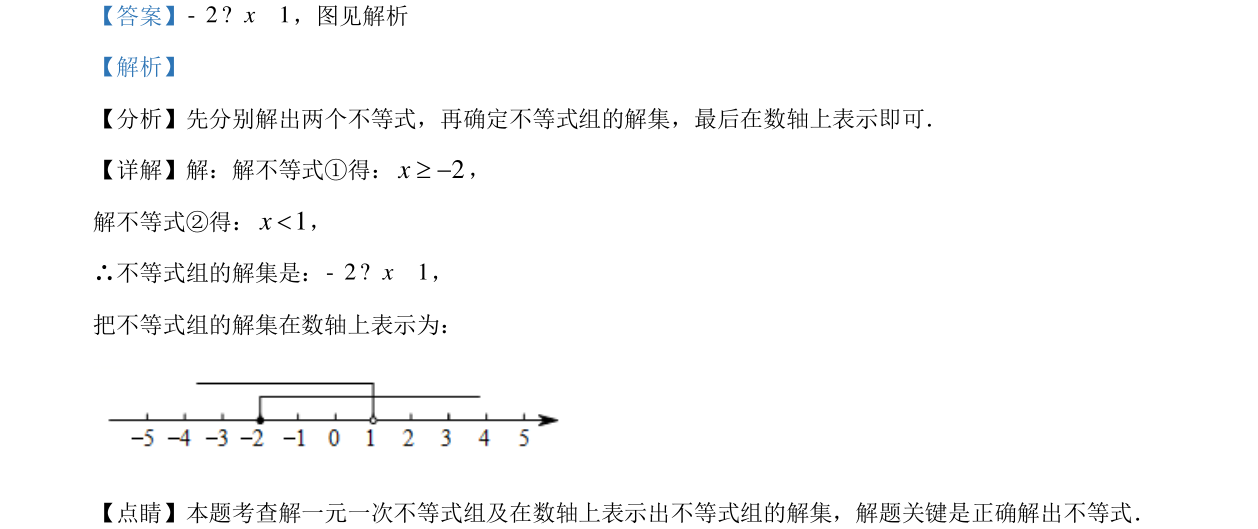 【答案】- 2? x 1，图见解析
【解析】
【分析】先分别解出两个不等式，再确定不等式组的解集，最后在数轴上表示即可．
【详解】解：解不等式①得：x≥−2，
解不等式②得：x<1，
∴不等式组的解集是：- 2? x 1，
把不等式组的解集在数轴上表示为：
−5 −4 −3 −2 −1 0 1 2 3 4 5
【点睛】本题考查解一元一次不等式组及在数轴上表示出不等式组的解集，解题关键是正确解出不等式．